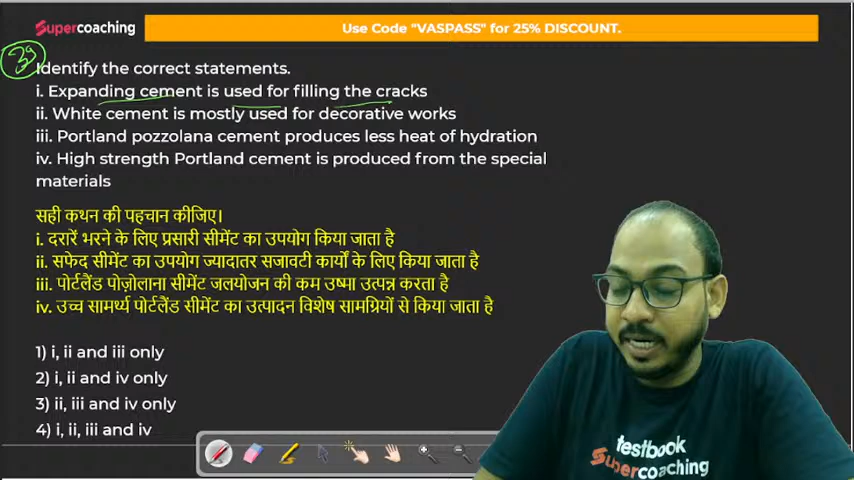 Supercoaching
Use Code "VASPASS" for 25% DISCOUNT.
39
Identify the correct statements.
i. Expanding cement is used for filling the cracks
ii. White cement is mostly used for decorative works
iii. Portland pozzolana cement produces less heat of hydration
iv. High strength Portland cement is produced from the special
materials
सही कथन की पहचान कीजिए।
i. दरारें भरने के लिए प्रसारी सीमेंट का उपयोग किया जाता है
ii. सफेद सीमेंट का उपयोग ज्यादातर सजावटी कार्यों के लिए किया जाता है
iii. पोर्टलैंड पोज़ोलाना सीमेंट जलयोजन की कम उष्मा उत्पन्न करता है
iv. उच्च सामर्थ्य पोर्टलैंड सीमेंट का उत्पादन विशेष सामग्रियों से किया जाता है
1) i, ii and iii only
2) i, ii and iv only
3) ii, iii and iv only
4) i, ii, iii and iv
testbook
Supercoaching